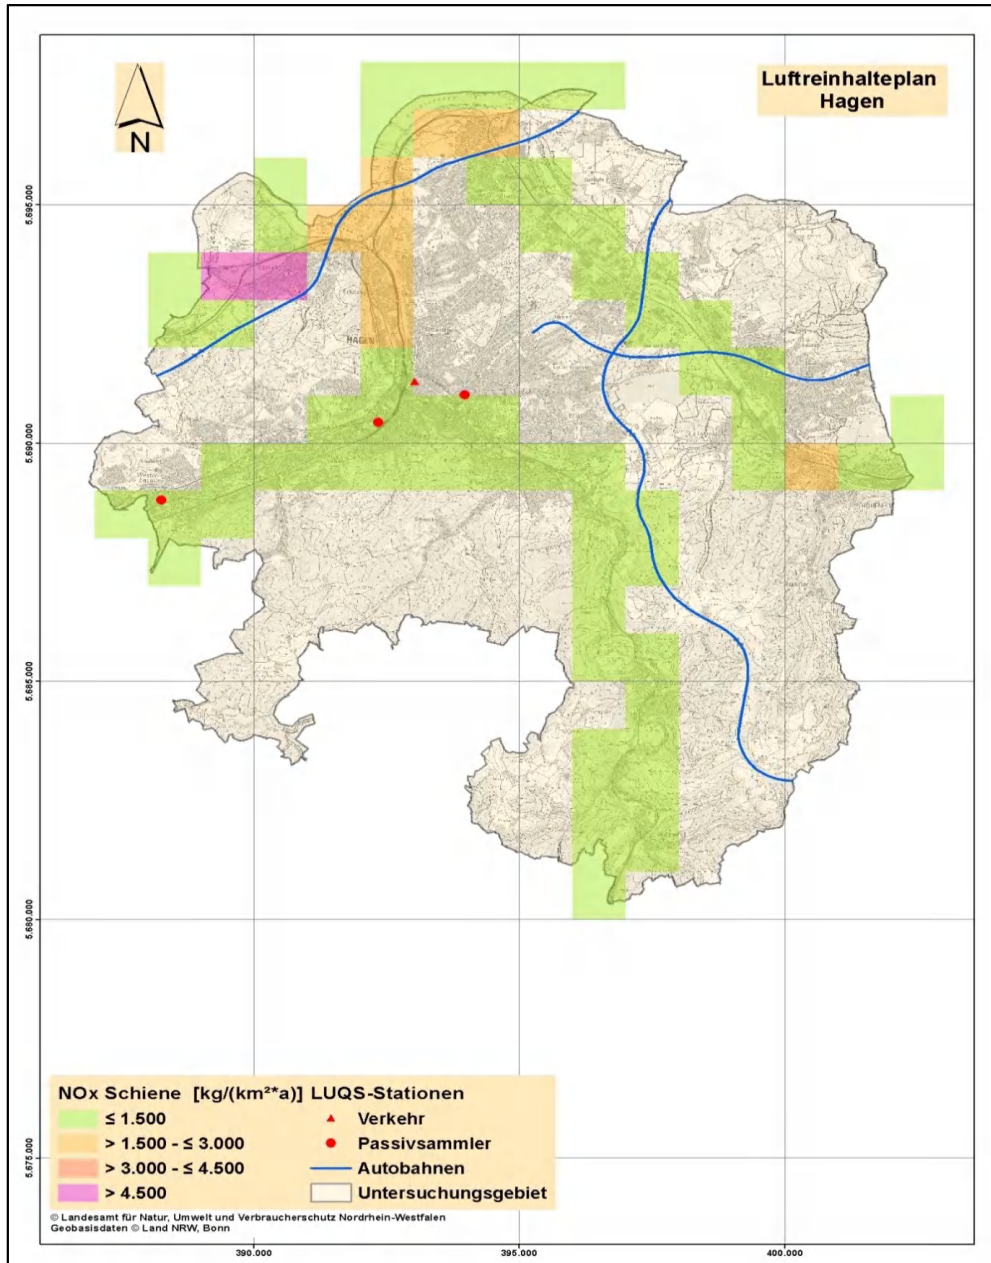 Luftreinhalteplan
Hagen
N
5.695.000
HAGEN
5.690.000
5.685.000
5.680.000
5.675.000
NOx Schiene [kg/(km²*a)]
≤ 1.500
> 1.500 - ≤ 3.000
> 3.000 - ≤ 4.500
> 4.500
LUQS-Stationen
Verkehr
Passivsammler
Autobahnen
Untersuchungsgebiet
© Landesamt für Natur, Umwelt und Verbraucherschutz Nordrhein-Westfalen
Geobasisdaten © Land NRW, Bonn
390.000
395.000
400.000